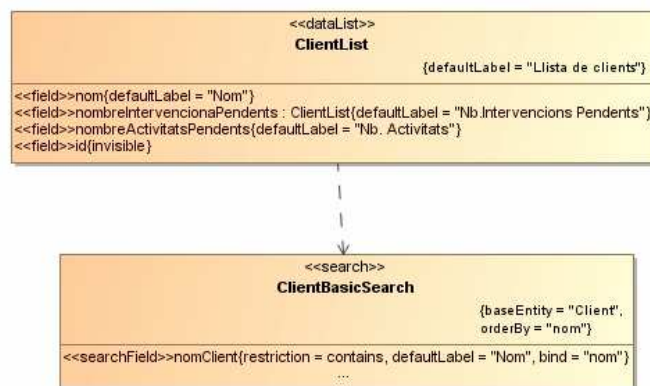 <<dataList>>
ClientList
{defaultLabel = "Llista de clients"}
<<field>>nom{defaultLabel = "Nom"}
<<field>>nombreIntervencionaPendents : ClientList{defaultLabel = "Nb.Intervencions Pendents"}
<<field>>nombreActivitatsPendents{defaultLabel = "Nb. Activitats"}
<<field>>id{invisible}
<<search>>
ClientBasicSearch
{baseEntity = "Client",
orderBy = "nom"}
<<searchField>>nomClient{restriction = contains, defaultLabel = "Nom", bind = "nom"}
...